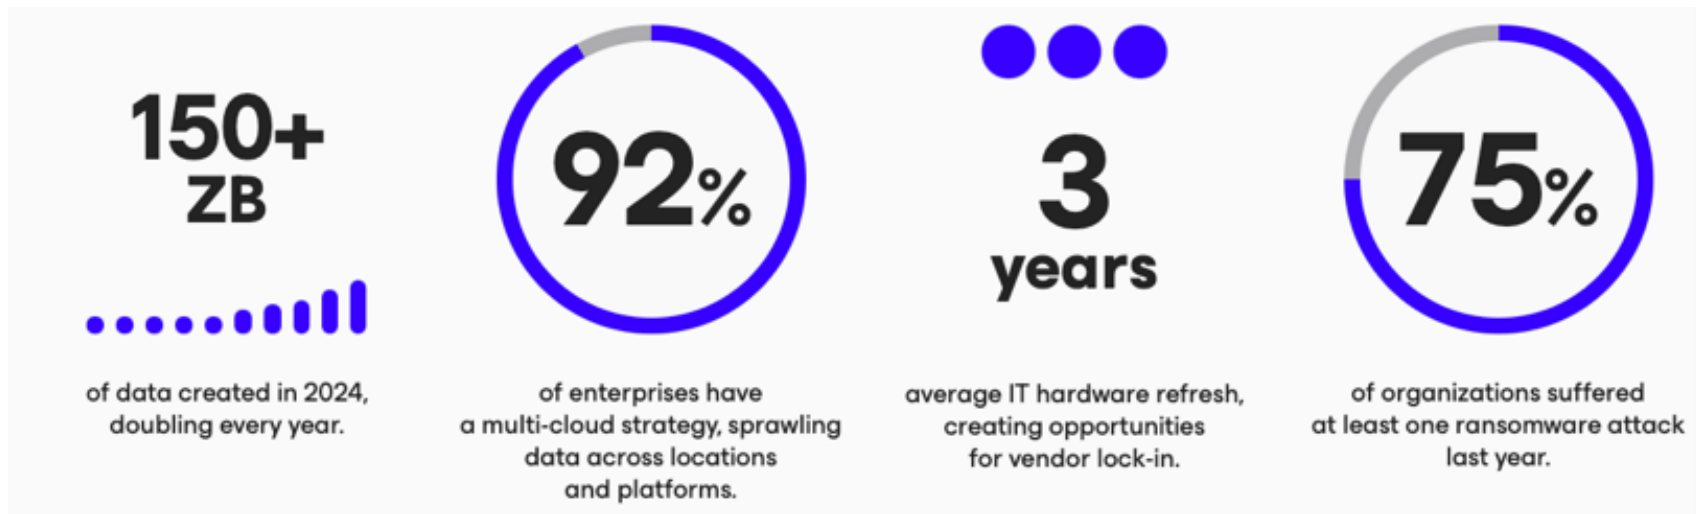 150+
ZB
of data created in 2024,
doubling every year.
92%
of enterprises have
a multi-cloud strategy, sprawling
data across locations
and platforms.
3
years
average IT hardware refresh,
creating opportunities
for vendor lock-in.
75%
of organizations suffered
at least one ransomware attack
last year.